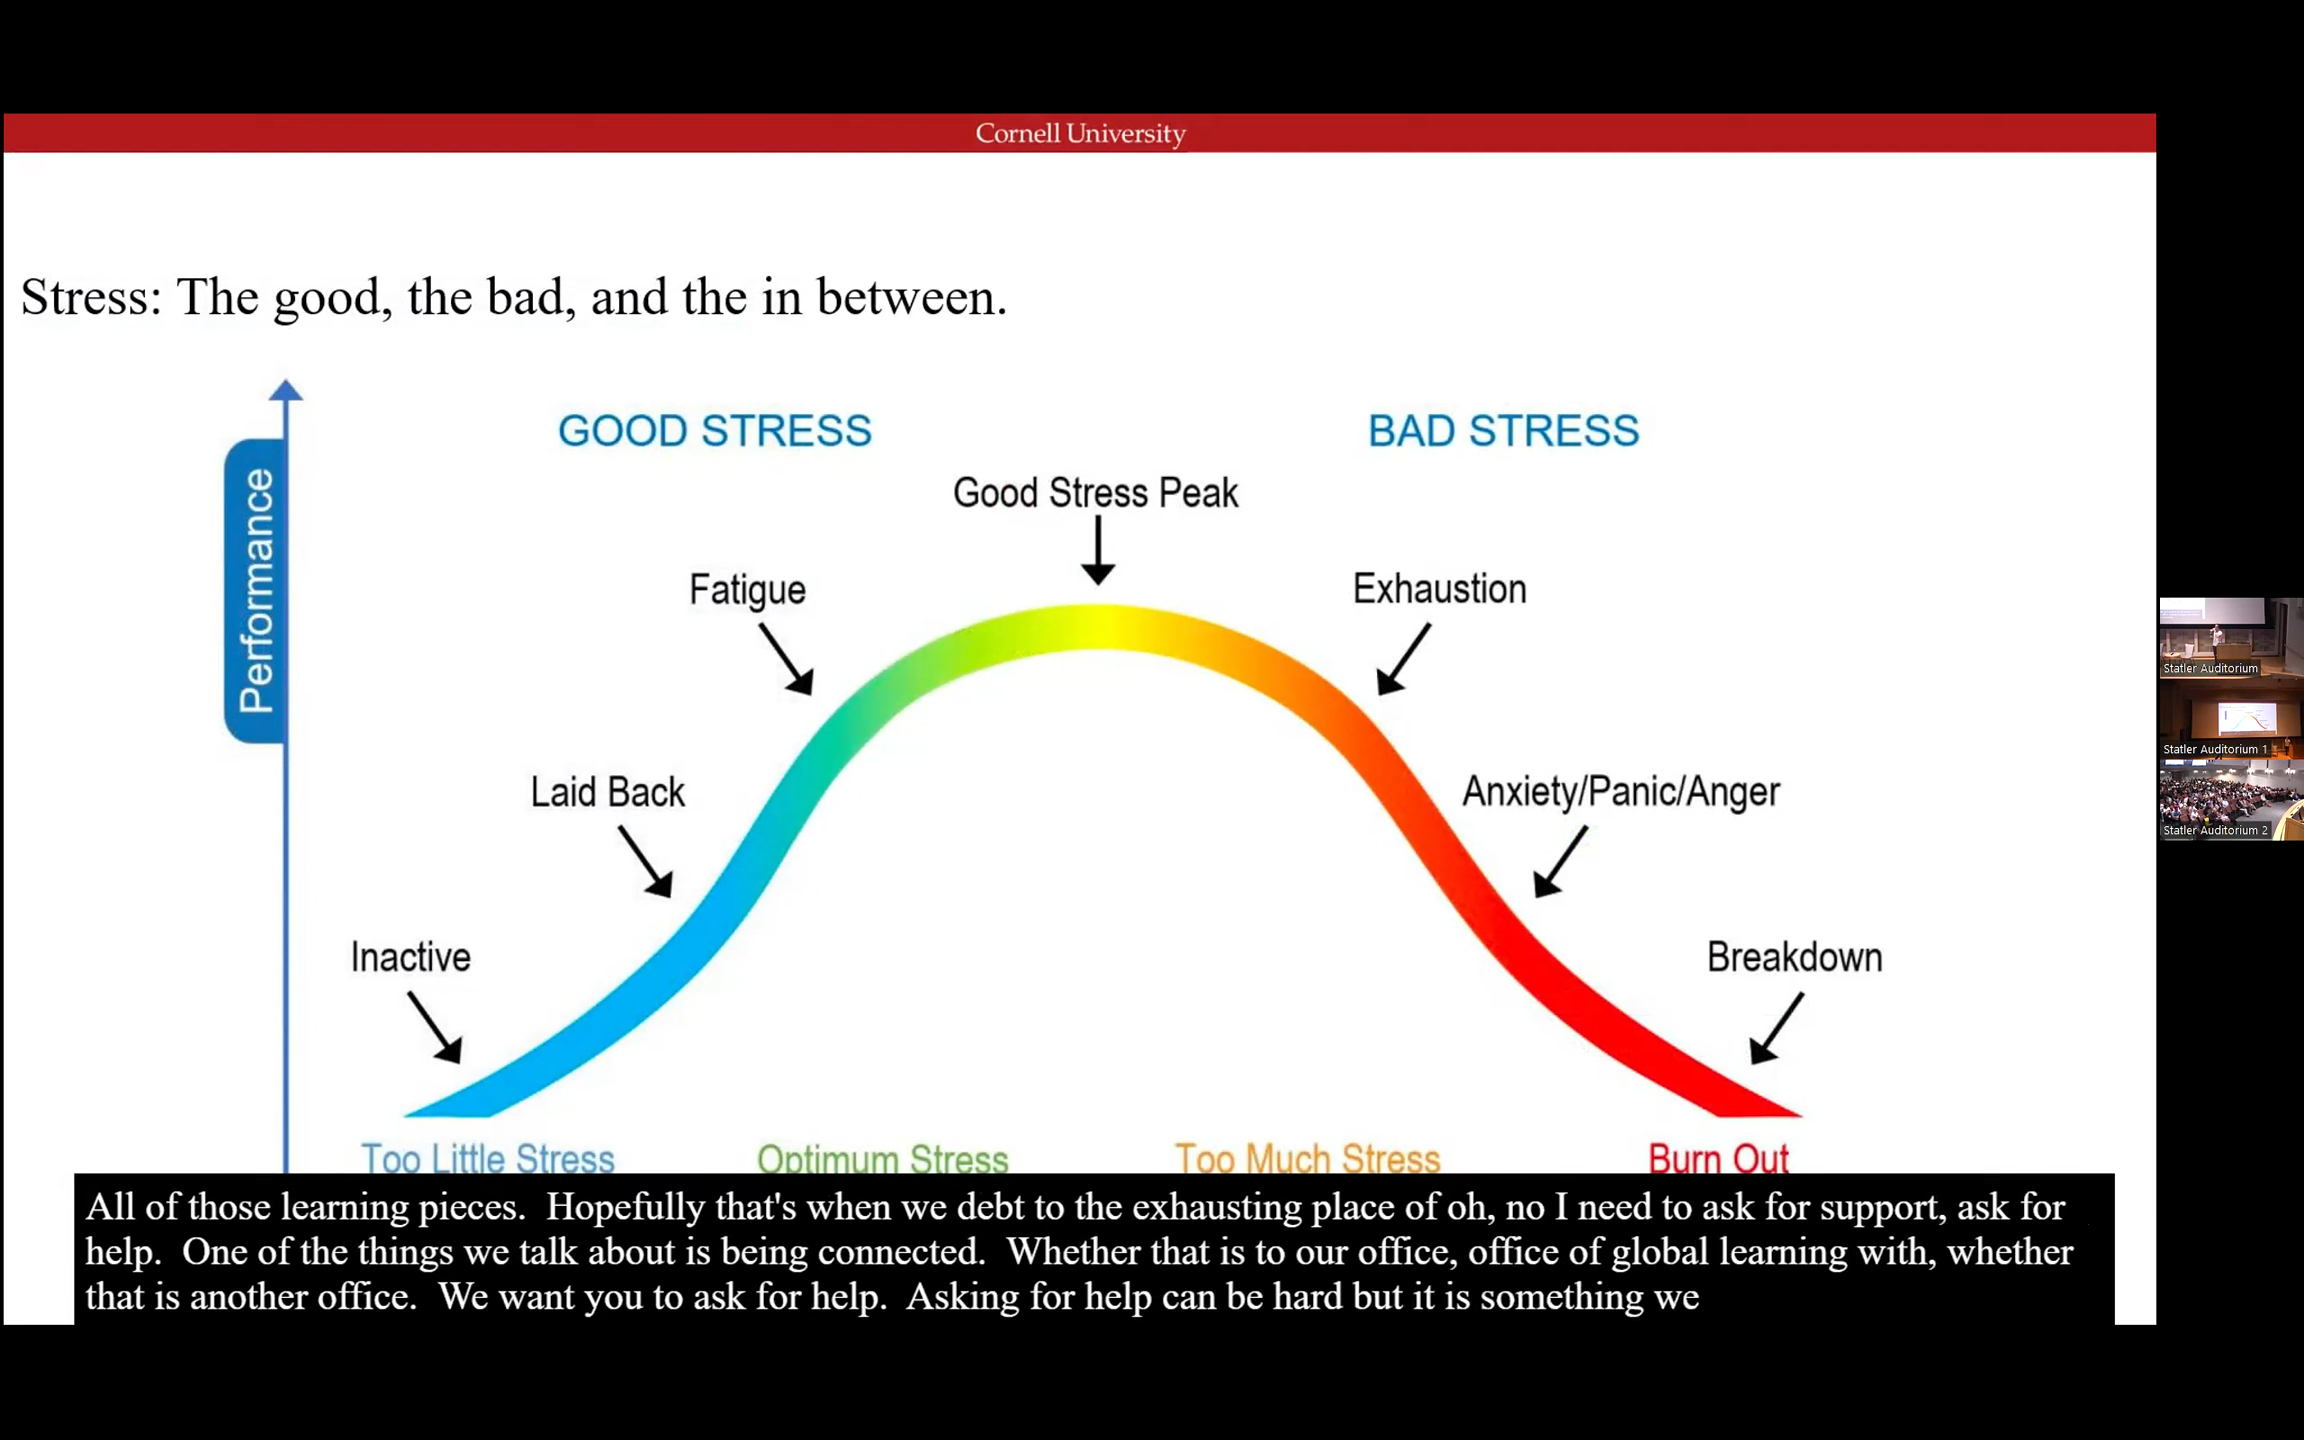 Cornell University
Stress: The good, the bad, and the in between.
GOOD STRESS
BAD STRESS
Performance
Good Stress Peak
Fatigue
Exhaustion
Laid Back
Anxiety/Panic/Anger
Inactive
Breakdown
Too Little Stress
Optimum Stress
Too Much Stress
Burn Out
All of those learning pieces.  Hopefully that's when we debt to the exhausting place of oh, no I need to ask for support, ask for
help.  One of the things we talk about is being connected.  Whether that is to our office, office of global learning with, whether
that is another office.  We want you to ask for help.  Asking for help can be hard but it is something we
Statler Auditorium
Statler Auditorium 1
Statler Auditorium 2